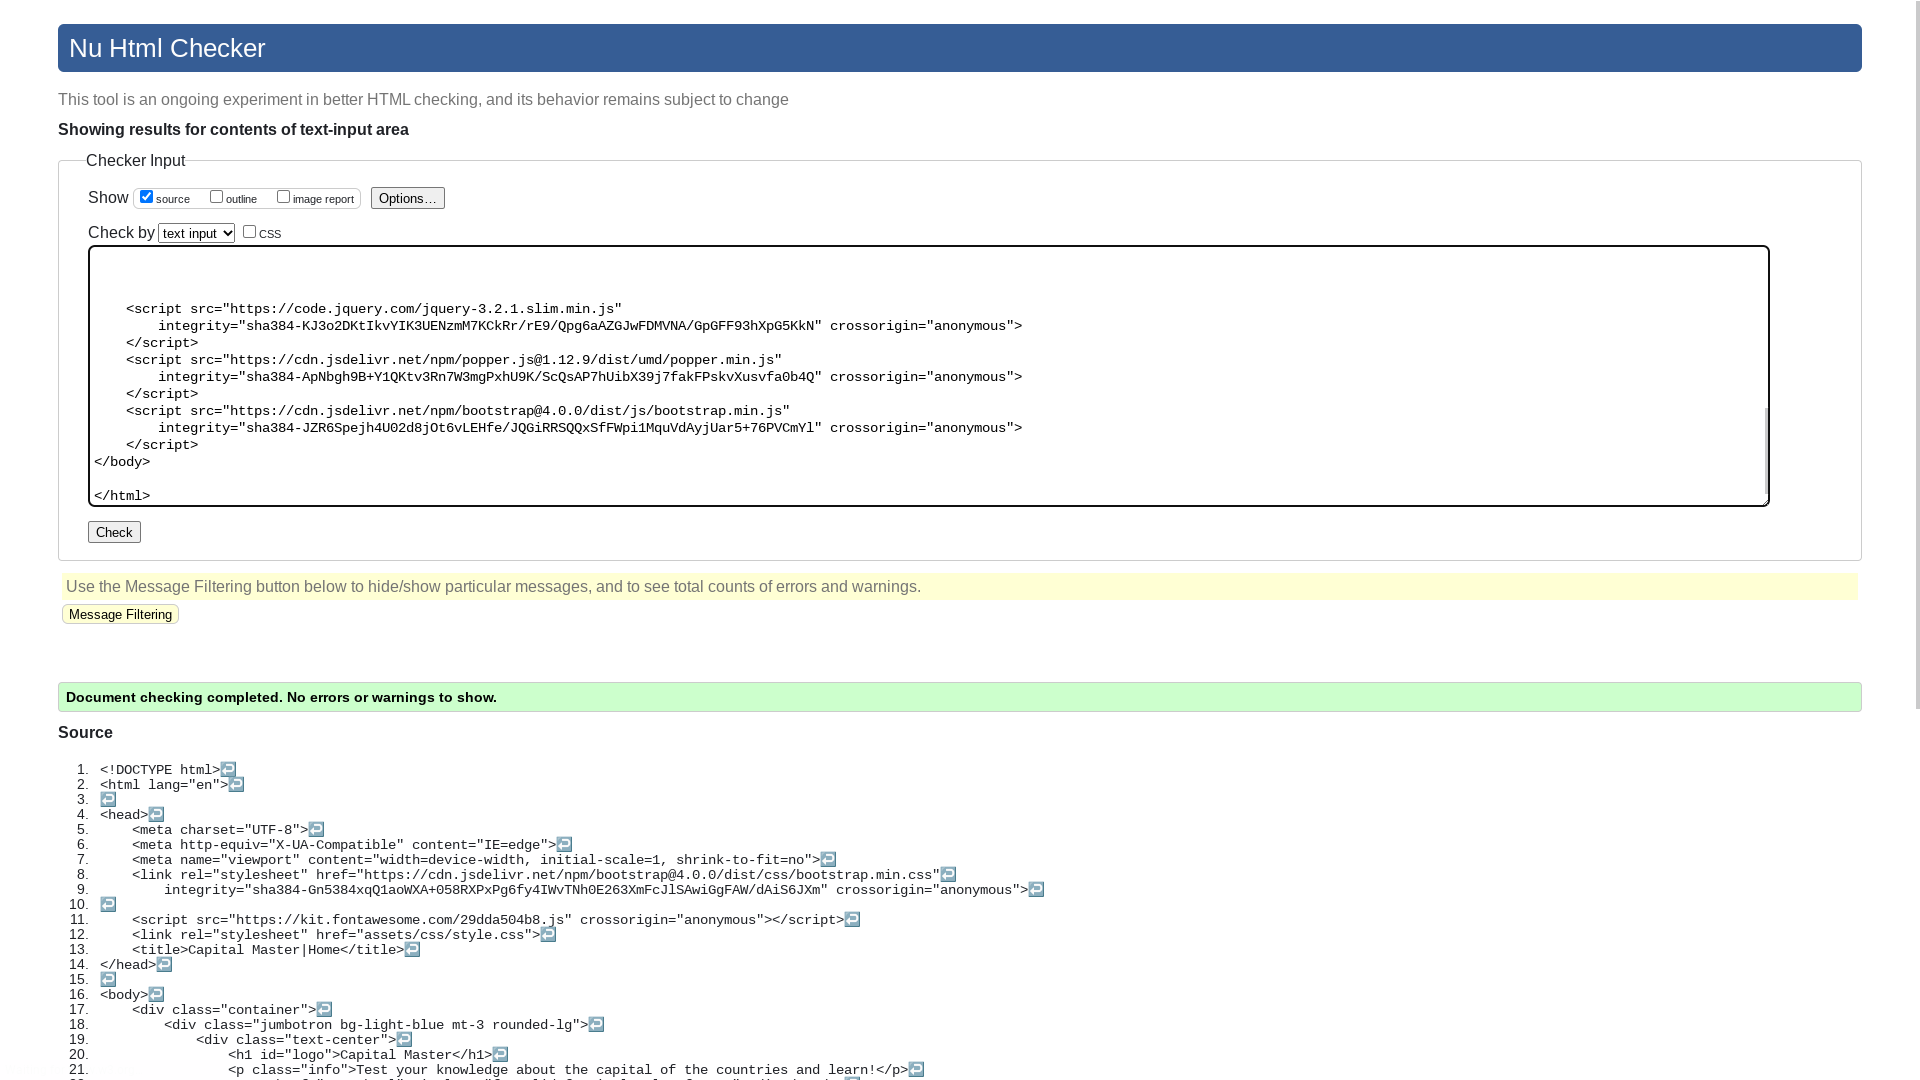 Nu Html Checker
This tool is an ongoing experiment in better HTML checking, and its behavior remains subject to change
Showing results for contents of text-input area
Checker Input
Show source outline image report Options…
Check by text input CSS
<script src="https://code.jquery.com/jquery-3.2.1.slim.min.js"
integrity="sha384-KJ3o2DKtIkvYIK3UENzmM7KCkRr/rE9/Qpg6aAZGJwFDMVNA/GpGFF93hXpG5KkN" crossorigin="anonymous">
</script>
<script src="https://cdn.jsdelivr.net/npm/popper.js@1.12.9/dist/umd/popper.min.js"
integrity="sha384-ApNbgh9B+Y1QKtv3Rn7W3mgPxhU9K/ScQsAP7hUibX39j7fakFPskvXusvfa0b4Q" crossorigin="anonymous">
</script>
<script src="https://cdn.jsdelivr.net/npm/bootstrap@4.0.0/dist/js/bootstrap.min.js"
integrity="sha384-JZR6Spejh4U02d8jOt6vLEHfe/JQGiRRSQQxSfFWpi1MquVdAyjUar5+76PVCmYl" crossorigin="anonymous">
</script>
</body>
</html>
Check
Use the Message Filtering button below to hide/show particular messages, and to see total counts of errors and warnings.
Message Filtering
Document checking completed. No errors or warnings to show.
Source
1. <!DOCTYPE html>↩
2. <html lang="en">↩
3. ↩
4. <head>↩
5. <meta charset="UTF-8">↩
6. <meta http-equiv="X-UA-Compatible" content="IE=edge">↩
7. <meta name="viewport" content="width=device-width, initial-scale=1, shrink-to-fit=no">↩
8. <link rel="stylesheet" href="https://cdn.jsdelivr.net/npm/bootstrap@4.0.0/dist/css/bootstrap.min.css"↩
9. integrity="sha384-Gn5384xqQ1aoWXA+058RXPxPg6fy4IWvTNh0E263XmFcJlSAwiGgFAW/dAiS6JXm" crossorigin="anonymous">↩
10. ↩
11. <script src="https://kit.fontawesome.com/29dda504b8.js" crossorigin="anonymous"></script>↩
12. <link rel="stylesheet" href="assets/css/style.css">↩
13. <title>Capital Master|Home</title>↩
14. </head>↩
15. ↩
16. <body>↩
17. <div class="container">↩
18. <div class="jumbotron bg-light-blue mt-3 rounded-lg">↩
19. <div class="text-center">↩
20. <h1 id="logo">Capital Master</h1>↩
21. <p class="info">Test your knowledge about the capital of the countries and learn!</p>↩